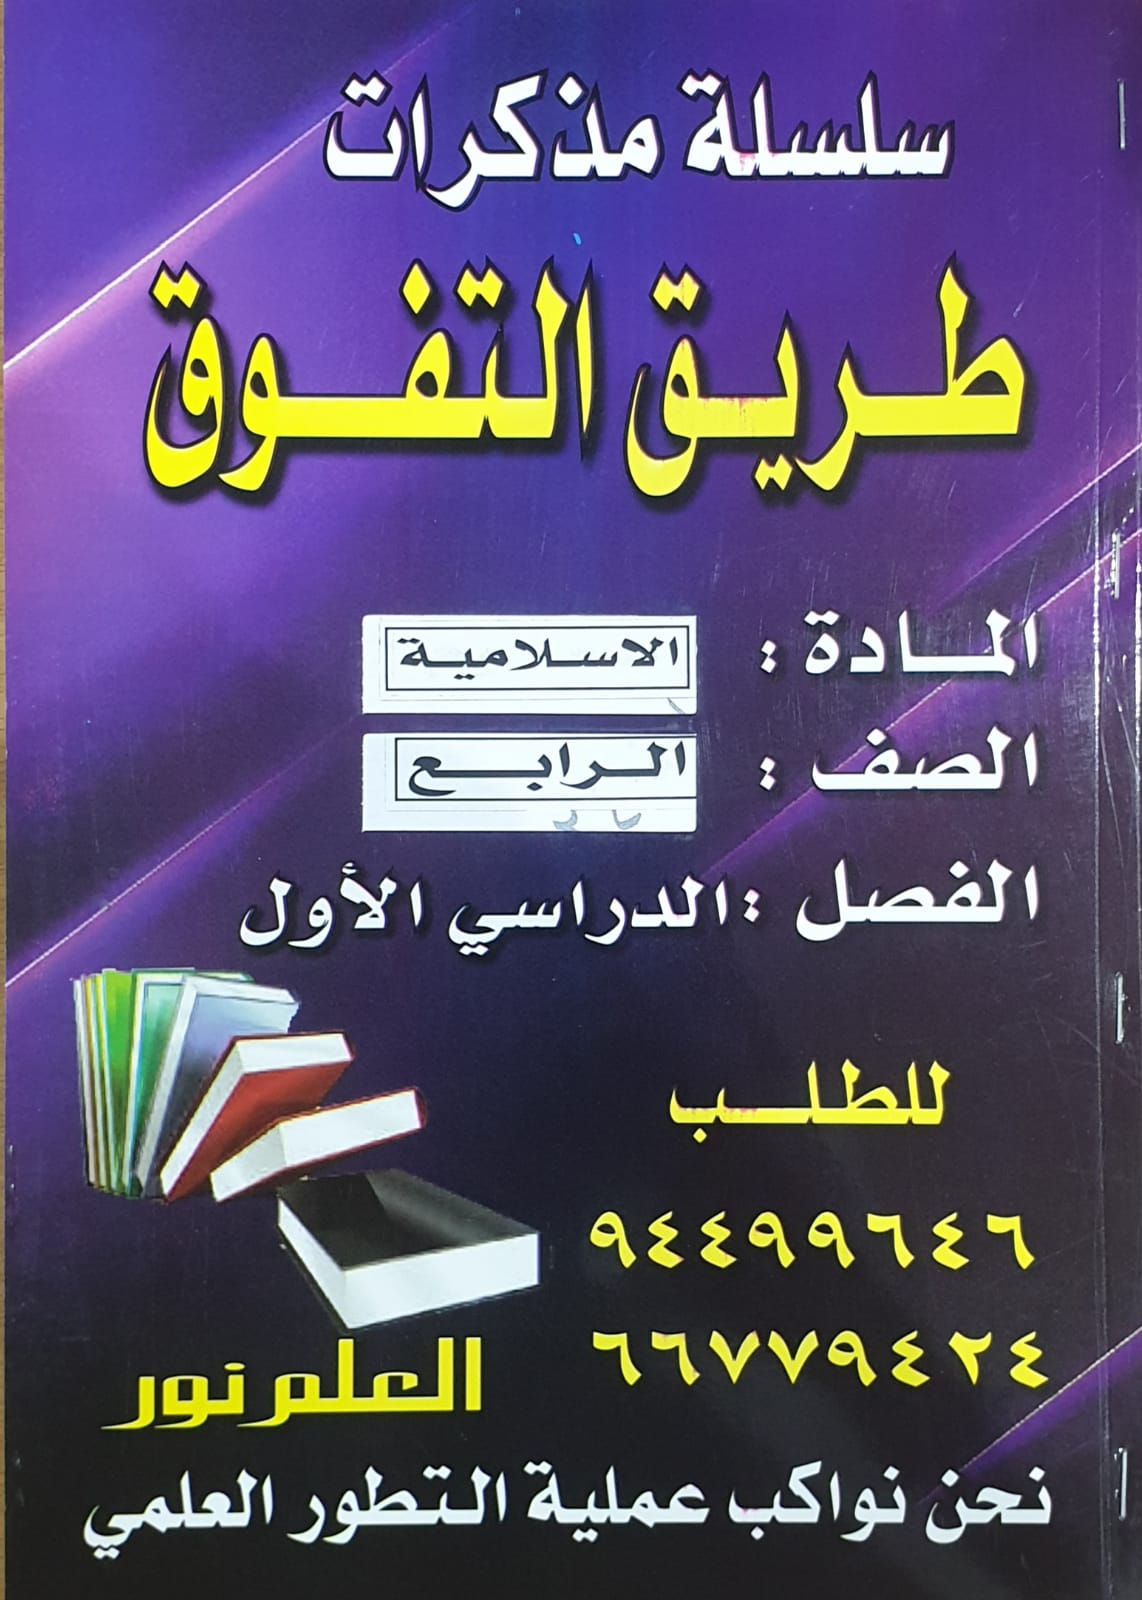 سلسلة مذكرات
طريق التفوق
المادة : الاسلامية
الصف : الرابع
الفصل : الدراسي الأول
للطلب
٩٤٤٩٩٦٤٦
٦٦٧٧٩٤٢٤
العلم نور
نحن نواكب عملية التطور العلمي